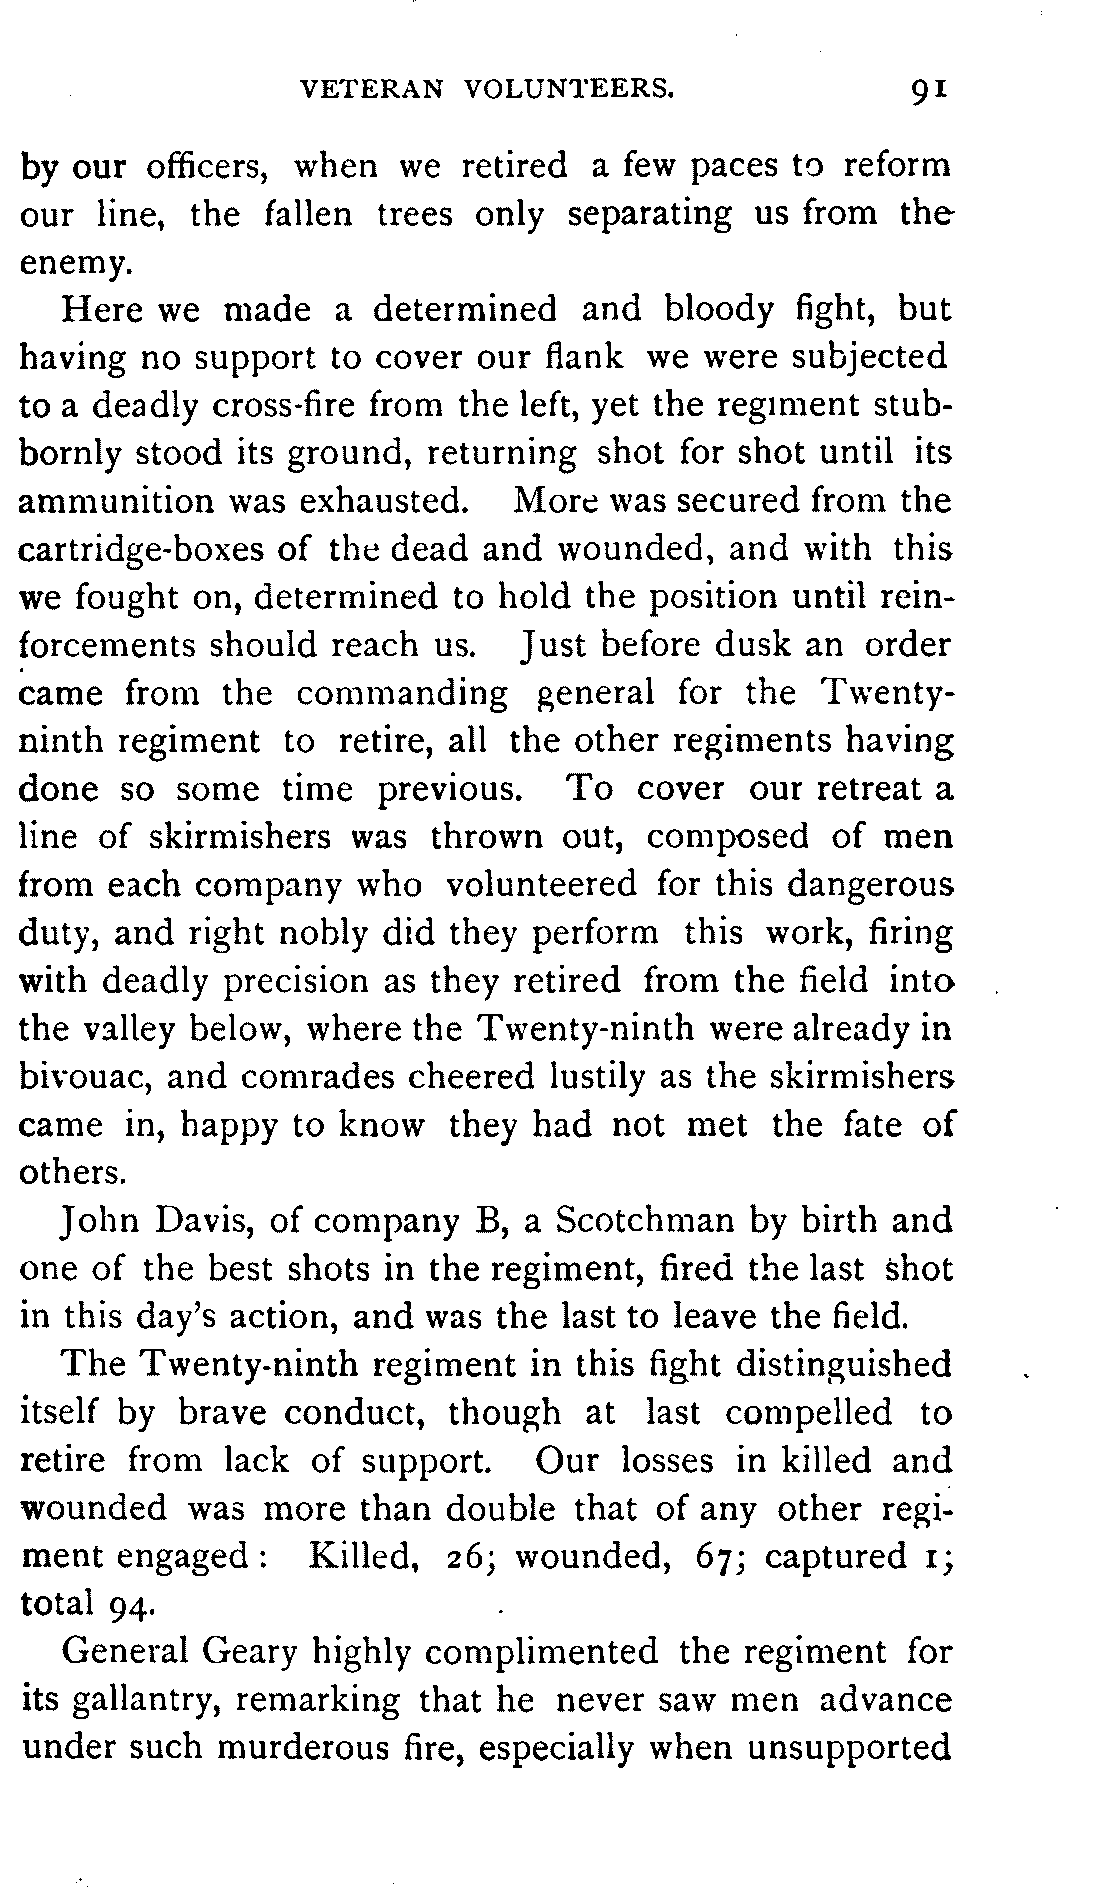 VETERAN VOLUNTEERS. 91
by our officers, when we retired a few paces to reform
our line, the fallen trees only separating us from the
enemy.
Here we made a determined and bloody fight, but
having no support to cover our flank we were subjected
to a deadly cross-fire from the left, yet the regiment stub-
bornly stood its ground, returning shot for shot until its
ammunition was exhausted. More was secured from the
cartridge-boxes of the dead and wounded, and with this
we fought on, determined to hold the position until rein-
forcements should reach us. Just before dusk an order
came from the commanding general for the Twenty-
ninth regiment to retire, all the other regiments having
done so some time previous. To cover our retreat a
line of skirmishers was thrown out, composed of men
from each company who volunteered for this dangerous
duty, and right nobly did they perform this work, firing
with deadly precision as they retired from the field into
the valley below, where the Twenty-ninth were already in
bivouac, and comrades cheered lustily as the skirmishers
came in, happy to know they had not met the fate of
others.
John Davis, of company B, a Scotchman by birth and
one of the best shots in the regiment, fired the last shot
in this day's action, and was the last to leave the field.
The Twenty-ninth regiment in this fight distinguished
itself by brave conduct, though at last compelled to
retire from lack of support. Our losses in killed and
wounded was more than double that of any other regi-
ment engaged : Killed, 26; wounded, 67; captured 1;
total 94.
General Geary highly complimented the regiment for
its gallantry, remarking that he never saw men advance
under such murderous fire, especially when unsupported